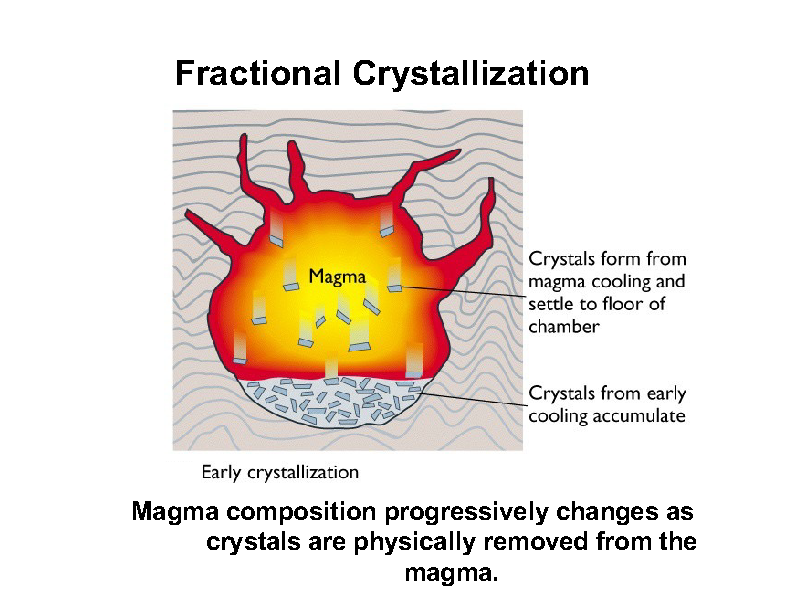 Fractional Crystallization
Magma
Crystals form from
magma cooling and
settle to floor of
chamber
Crystals from early
cooling accumulate
Early crystallization
Magma composition progressively changes as
crystals are physically removed from the
magma.